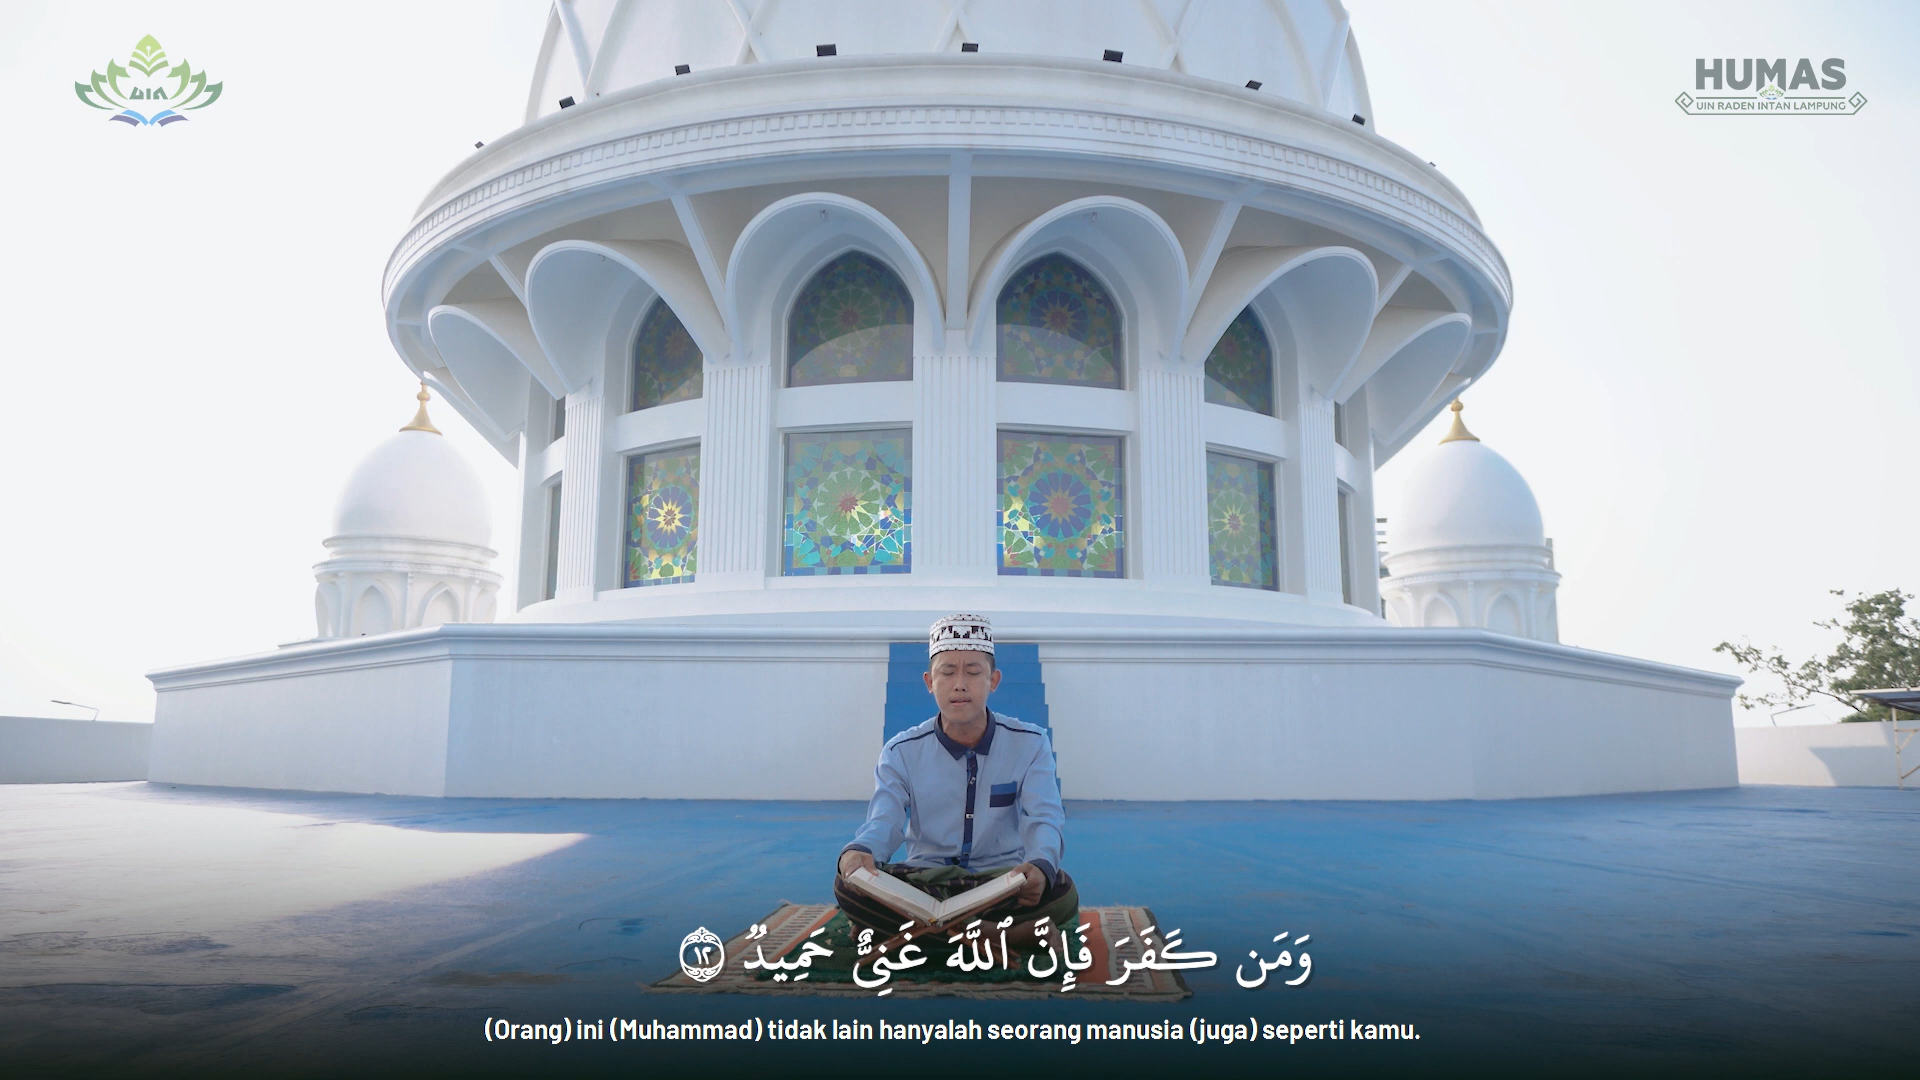 UIN
HUMAS
UIN RADEN INTAN LAMPUNG
وَمَن كَفَرَ فَإِنَّ ٱللَّهَ غَنِىٌّ حَمِيدٌ ١٢
(Orang) ini (Muhammad) tidak lain hanyalah seorang manusia (juga) seperti kamu.